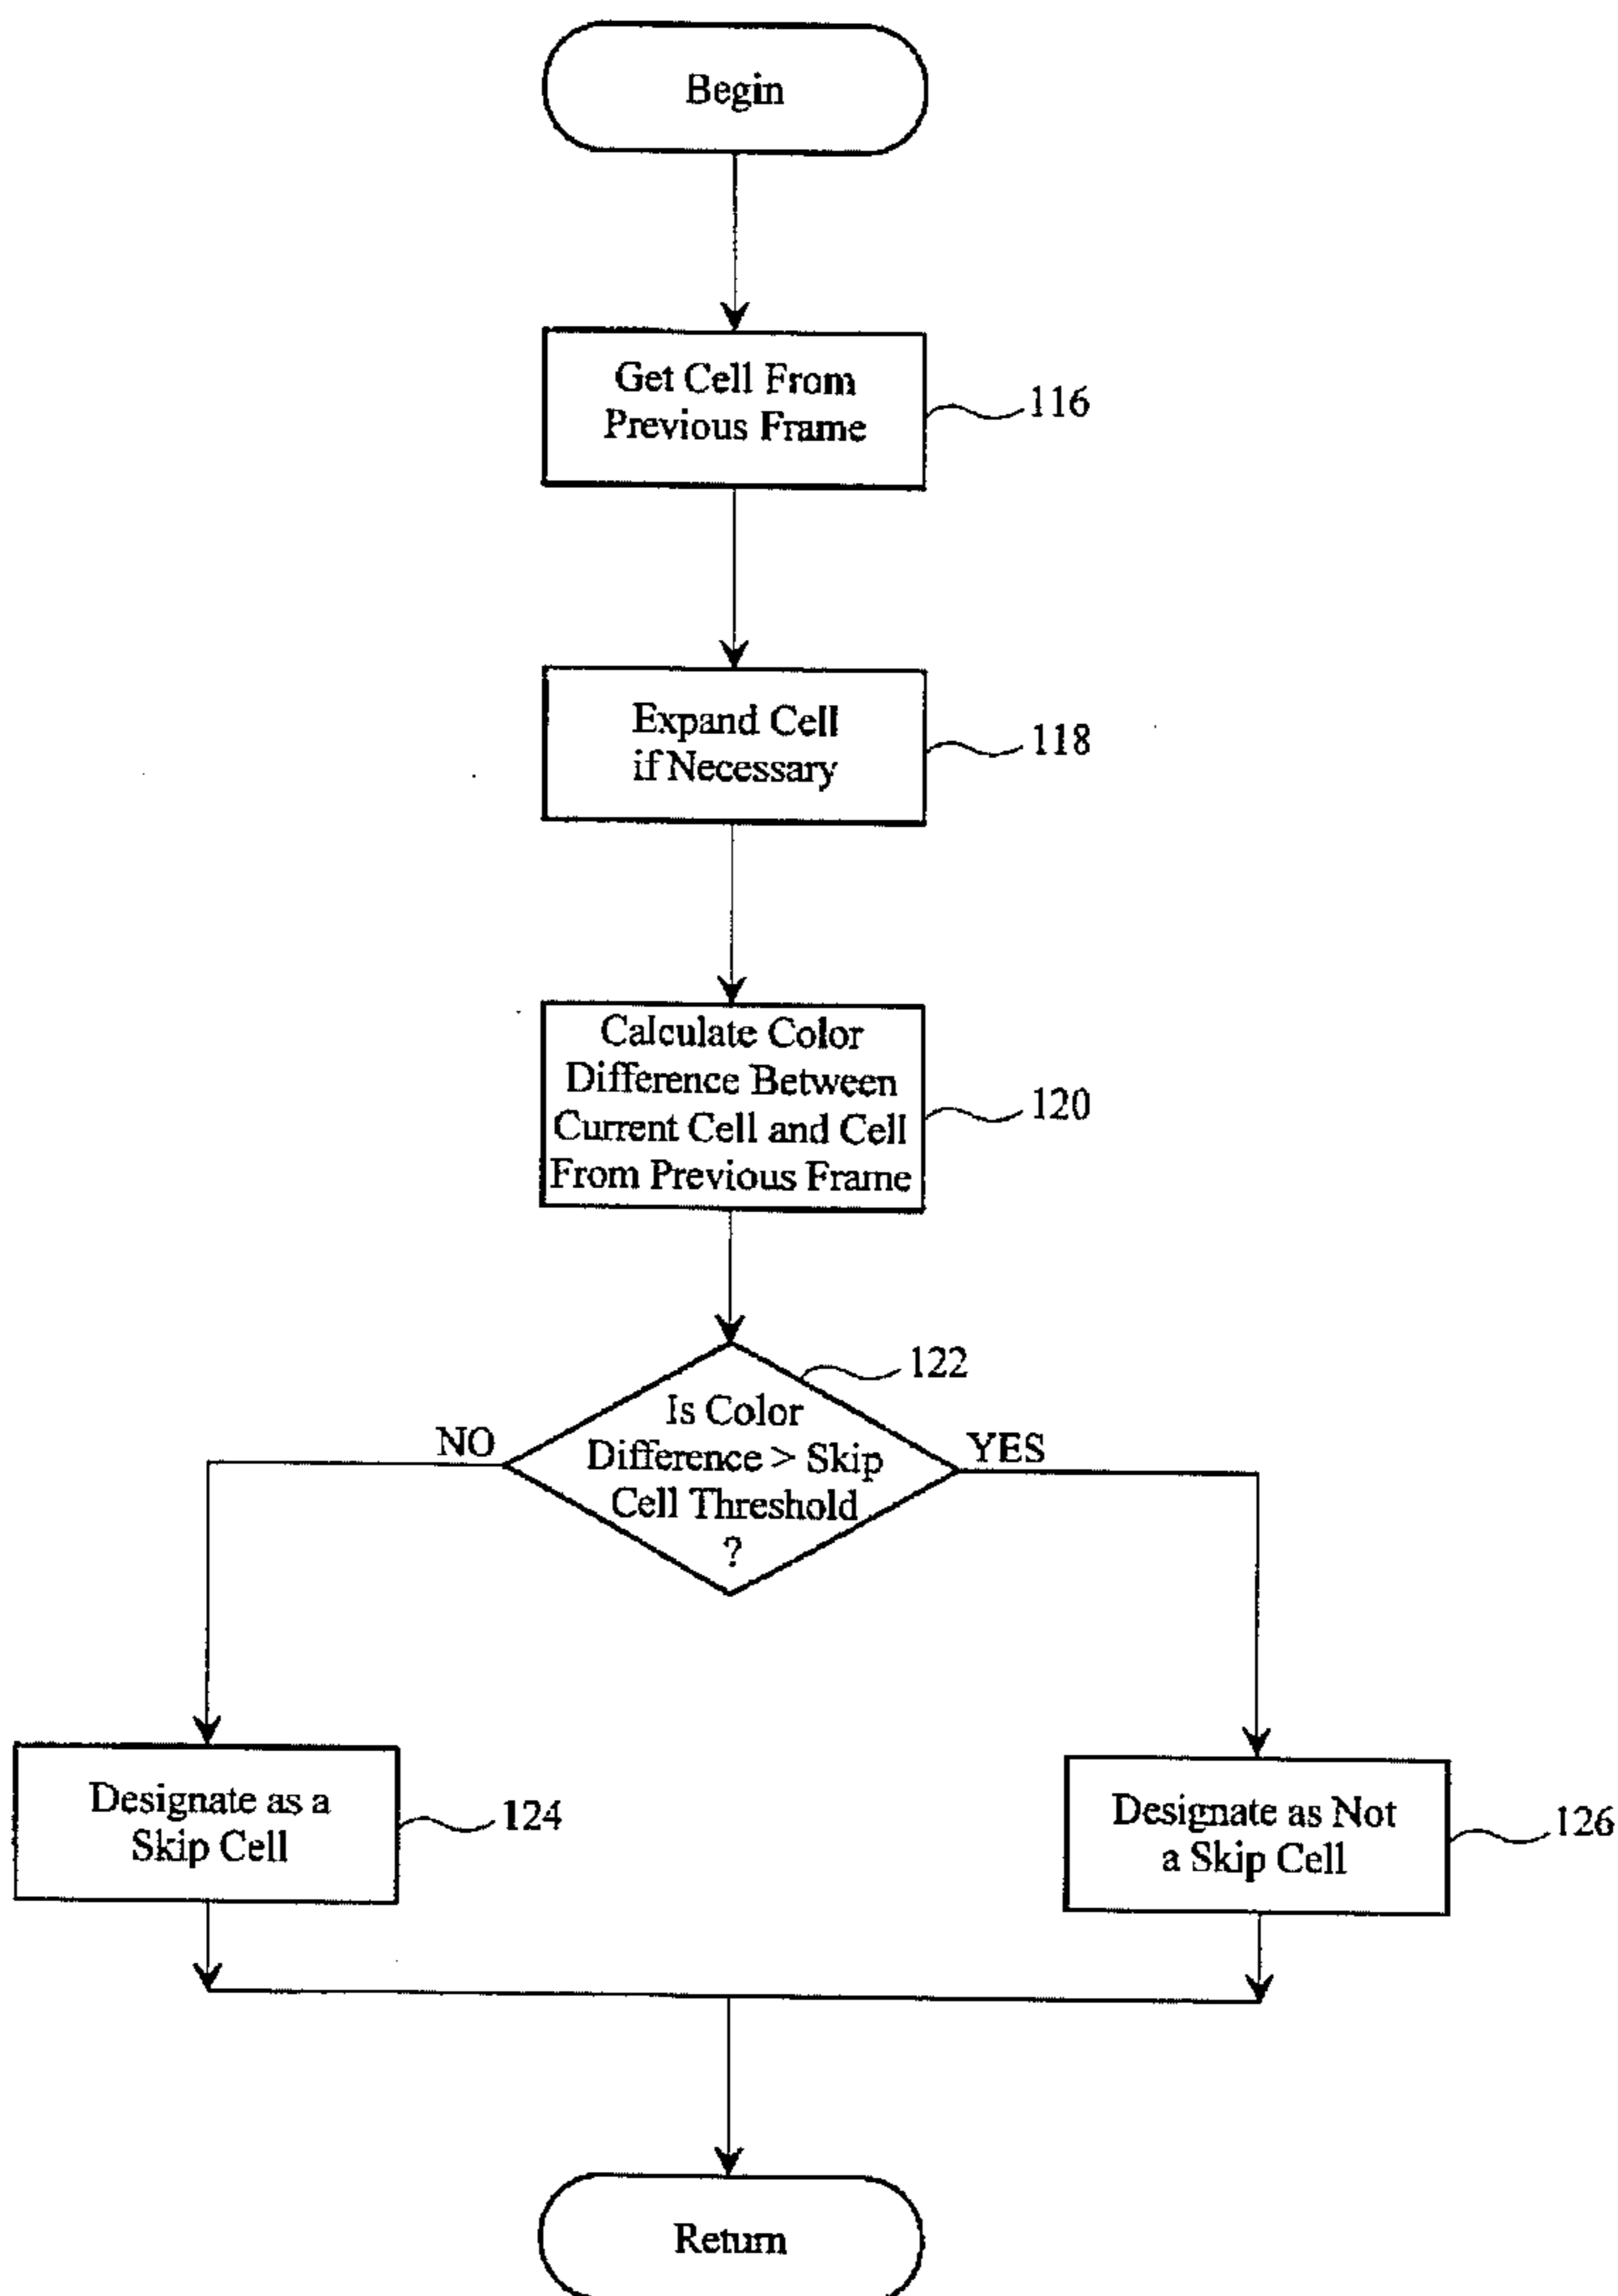 Begin
Get Cell From
Previous Frame
116
Expand Cell
if Necessary
118
Calculate Color
Difference Between
Current Cell and Cell
From Previous Frame
120
122
Is Color
Difference > Skip
Cell Threshold
?
NO
YES
Designate as a
Skip Cell
124
Designate as Not
a Skip Cell
126
Return